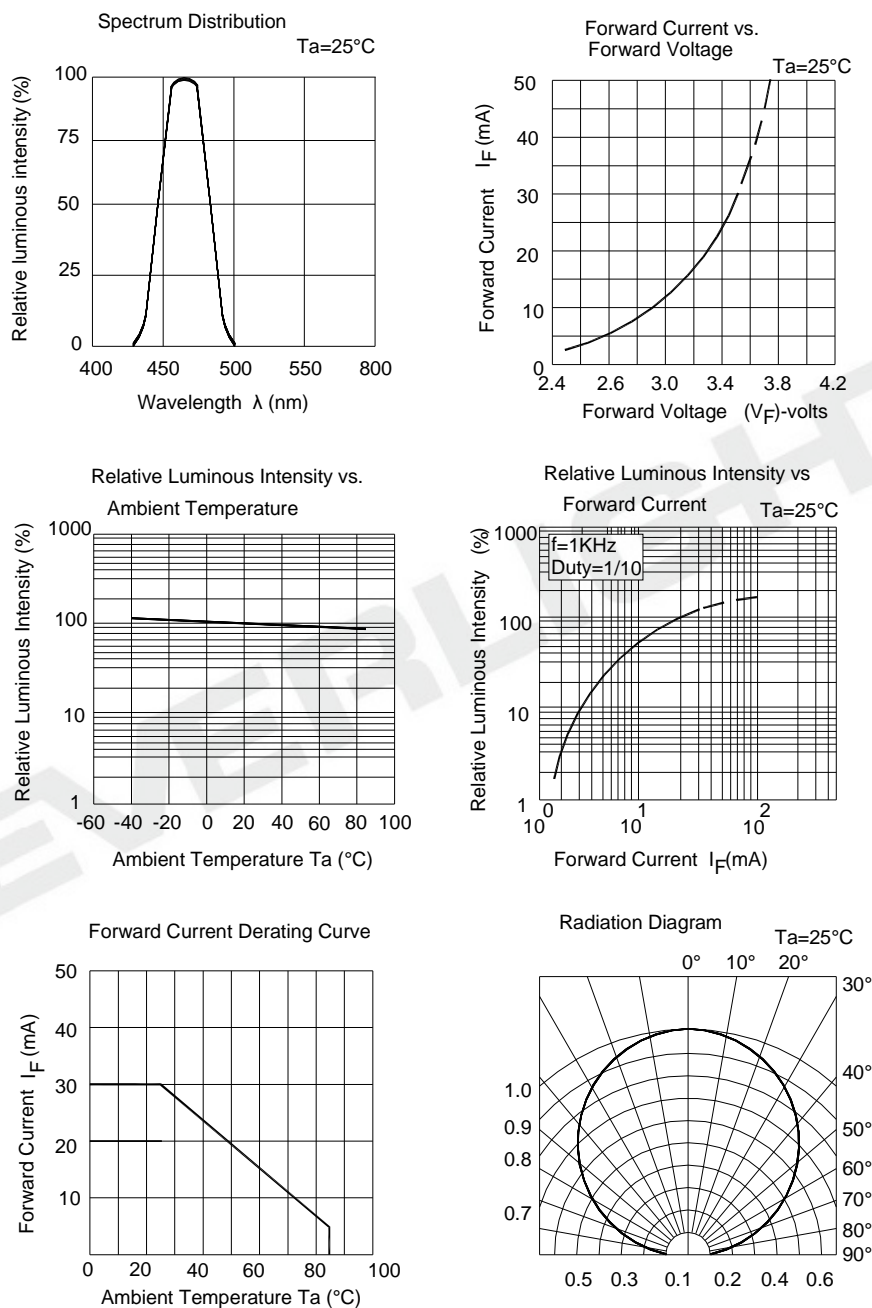 Spectrum Distribution
Ta=25°C
Relative luminous intensity (%)
100
75
50
25
0
400 450 500 550 800
Wavelength λ (nm)
Forward Current vs.
Forward Voltage
Ta=25°C
Forward Current IF (mA)
50
40
30
20
10
0
2.4 2.6 3.0 3.4 3.8 4.2
Forward Voltage (VF)-volts
Relative Luminous Intensity vs.
Ambient Temperature
Relative Luminous Intensity (%)
1000
100
10
1
-60 -40 -20 0 20 40 60 80 100
Ambient Temperature Ta (°C)
Relative Luminous Intensity vs
Forward Current
Ta=25°C
f=1KHz
Duty=1/10
Relative Luminous Intensity (%)
1000
100
10
1
10^0 10^1 10^2
Forward Current IF(mA)
Forward Current Derating Curve
Forward Current IF (mA)
50
40
30
20
10
0 20 40 60 80 100
Ambient Temperature Ta (°C)
Radiation Diagram
Ta=25°C
0° 10° 20°
30°
40°
50°
60°
70°
80°
90°
1.0
0.9
0.8
0.7
0.5 0.3 0.1 0.2 0.4 0.6
EVERLIGHT